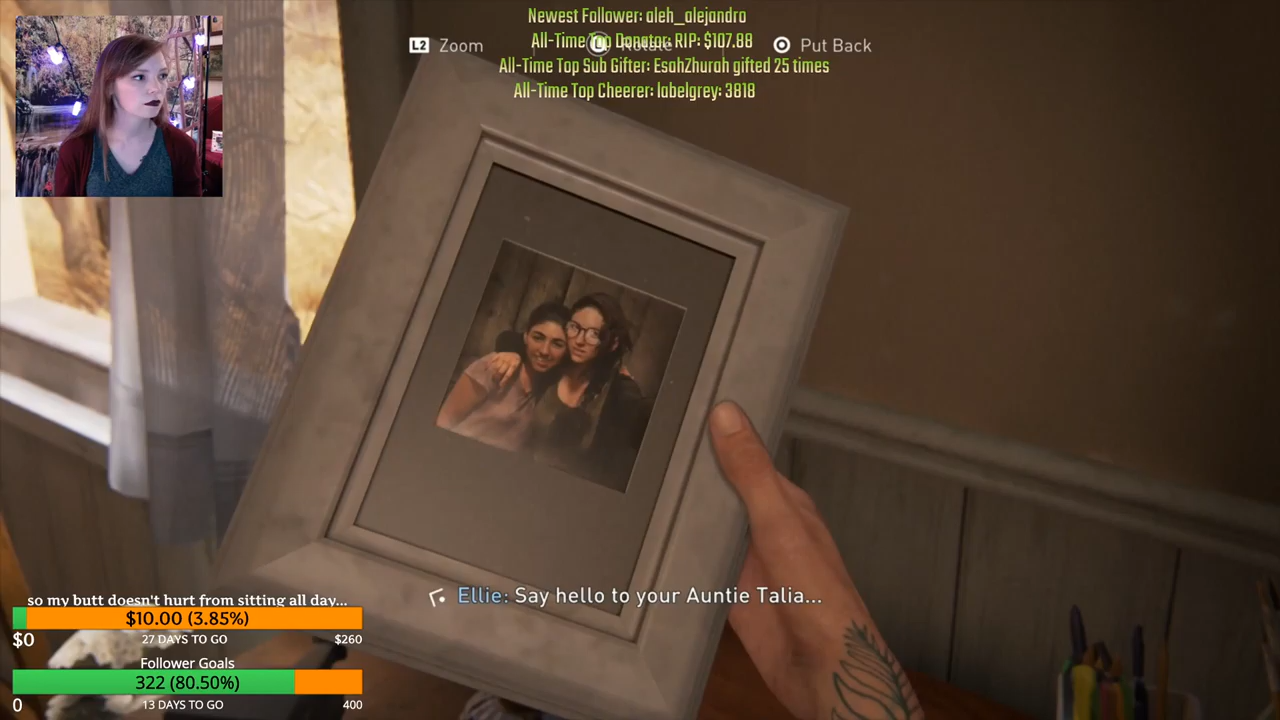 Newest Follower: aleh_alejandro
L2 Zoom
All-Time Top Donator: RIP: $107.88
Rotate
Put Back
All-Time Top Sub Gifter: EsahZhurah gifted 25 times
All-Time Top Cheerer: labelgrey: 3818
Ellie: Say hello to your Auntie Talia...
so my butt doesn't hurt from sitting all day...
$10.00 (3.85%)
$0
27 DAYS TO GO
$260
Follower Goals
322 (80.50%)
0
13 DAYS TO GO
400